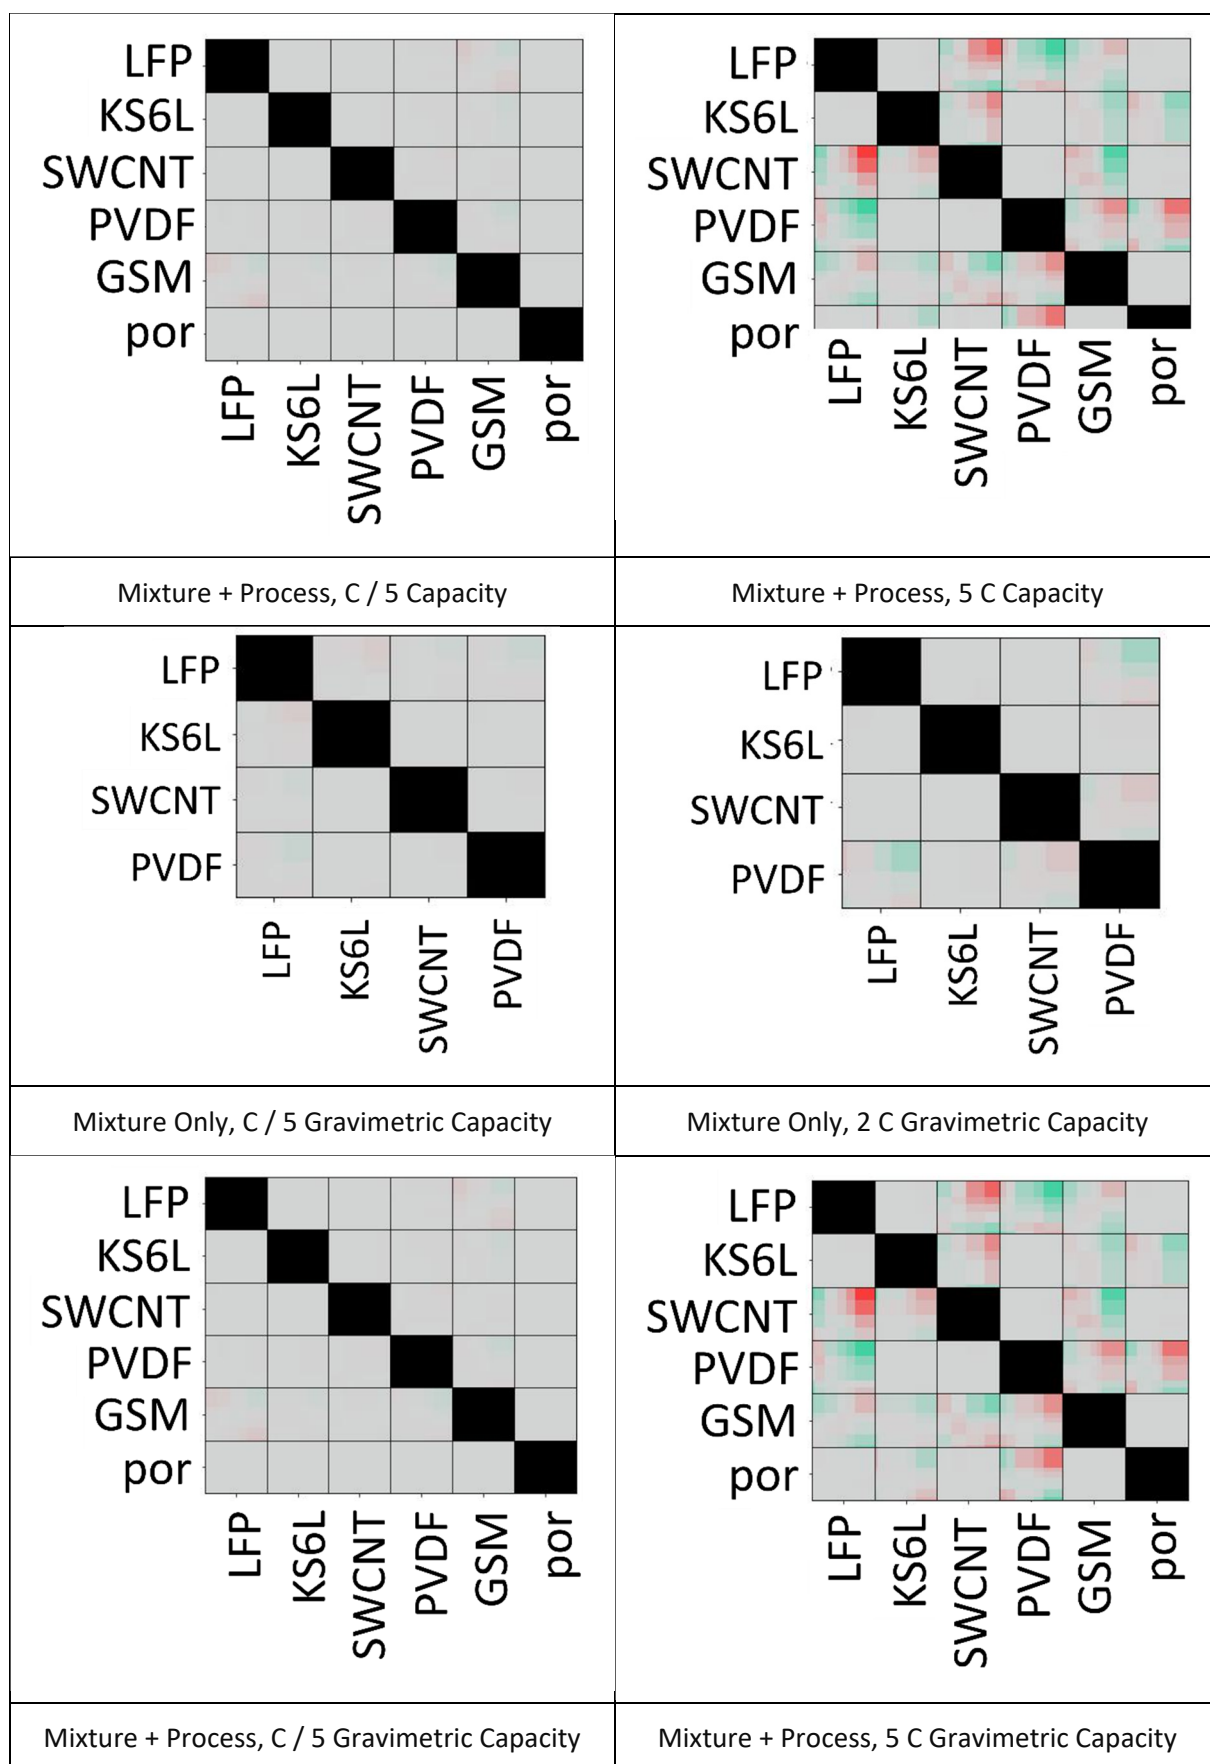 LFP
KS6L
SWCNT
PVDF
GSM
por
LFP
KS6L
SWCNT
PVDF
GSM
por
LFP
KS6L
SWCNT
PVDF
GSM
por
LFP
KS6L
SWCNT
PVDF
GSM
por
Mixture + Process, C / 5 Capacity
Mixture + Process, 5 C Capacity
LFP
KS6L
SWCNT
PVDF
LFP
KS6L
SWCNT
PVDF
LFP
KS6L
SWCNT
PVDF
LFP
KS6L
SWCNT
PVDF
Mixture Only, C / 5 Gravimetric Capacity
Mixture Only, 2 C Gravimetric Capacity
LFP
KS6L
SWCNT
PVDF
GSM
por
LFP
KS6L
SWCNT
PVDF
GSM
por
LFP
KS6L
SWCNT
PVDF
GSM
por
LFP
KS6L
SWCNT
PVDF
GSM
por
Mixture + Process, C / 5 Gravimetric Capacity
Mixture + Process, 5 C Gravimetric Capacity